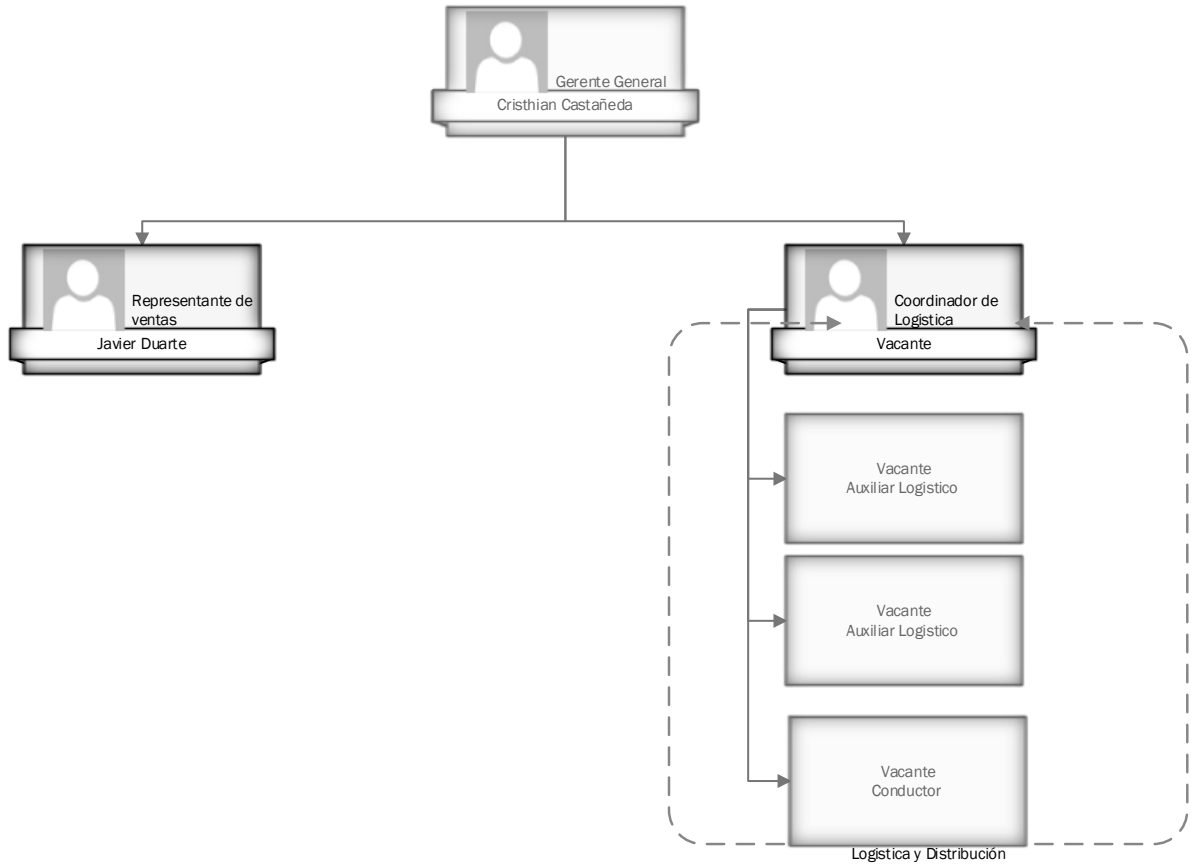 Gerente General
Cristhian Castañeda
Representante de
ventas
Javier Duarte
Coordinador de
Logistica
Vacante
Vacante
Auxiliar Logistico
Vacante
Auxiliar Logistico
Vacante
Conductor
Logistica y Distribución